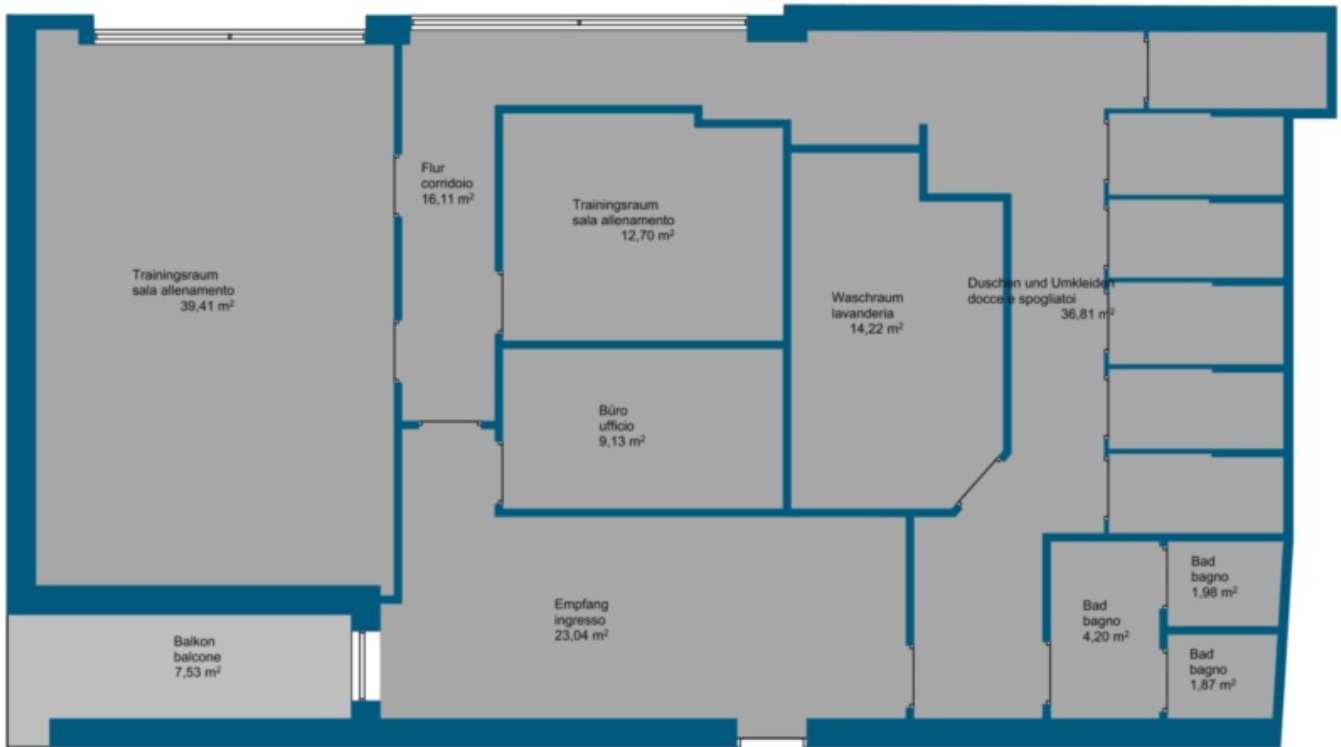 Flur
corridoio
16,11 m²
Trainingsraum
sala allenamento
12,70 m²
Trainingsraum
sala allenamento
39,41 m²
Waschraum
lavanderia
14,22 m²
Duschen und Umkleiden
docce e spogliatoi
36,81 m²
Büro
ufficio
9,13 m²
Empfang
ingresso
23,04 m²
Bad
bagno
1,98 m²
Bad
bagno
4,20 m²
Balkon
balcone
7,53 m²
Bad
bagno
1,87 m²